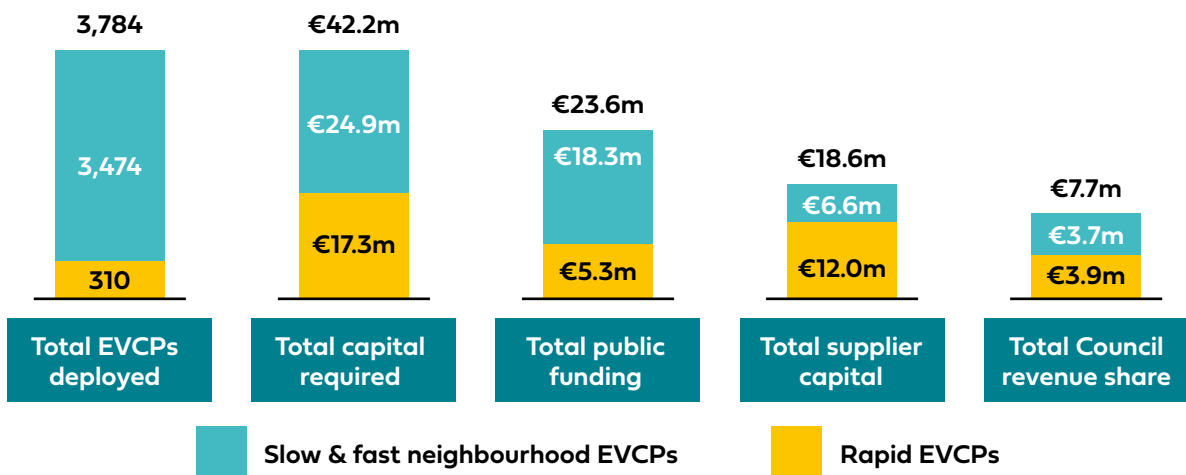 3,784
€42.2m
€23.6m
€18.6m
€7.7m
3,474
310
€24.9m
€17.3m
€18.3m
€5.3m
€6.6m
€12.0m
€3.7m
€3.9m
Total EVCPs
deployed
Total capital
required
Total public
funding
Total supplier
capital
Total Council
revenue share
Slow & fast neighbourhood EVCPs
Rapid EVCPs